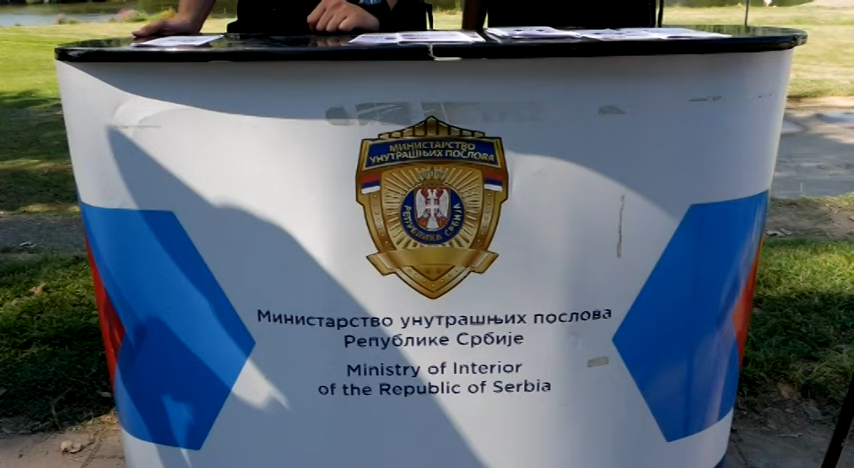 МИНИСТАРСТВО
УНУТРАШЊИХ ПОСЛОВА
РЕПУБЛИКА СРБИЈА
Министарство унутрашњих послова
Републике Србије
Ministry of Interior
of the Republic of Serbia